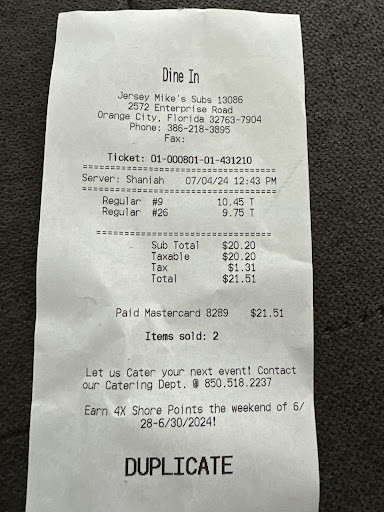 Dine In
Jersey Mike's Subs 13086
2572 Enterprise Road
Orange City, Florida 32763-7904
Phone: 386-218-3895
Fax:
Ticket: 01-000801-01-431210
==========================================
Server: Shaniah 07/04/24 12:43 PM
==========================================
Regular #9 10.45 T
Regular #26 9.75 T
======================================
Sub Total $20.20
Taxable $20.20
Tax $1.31
Total $21.51
Paid Mastercard 8289 $21.51
Items sold: 2
Let us Cater your next event! Contact
our Catering Dept. @ 850.518.2237
Earn 4X Shore Points the weekend of 6/
28-6/30/2024!
DUPLICATE